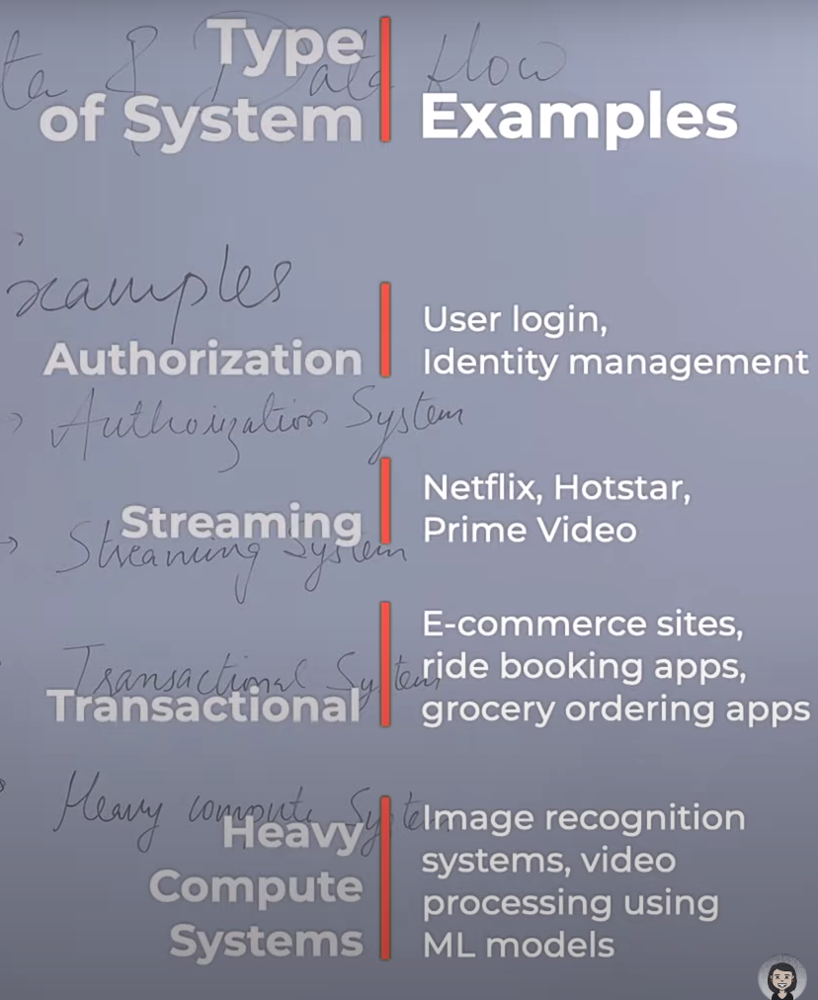 ta & Data flow
Type
of System
Examples
xamples
Authorization
User login,
Identity management
Authorization System
Streaming
Netflix, Hotstar,
Prime Video
Streaming System
Transactional System
Transactional
E-commerce sites,
ride booking apps,
grocery ordering apps
Heavy compute System
Heavy
Compute
Systems
Image recognition
systems, video
processing using
ML models